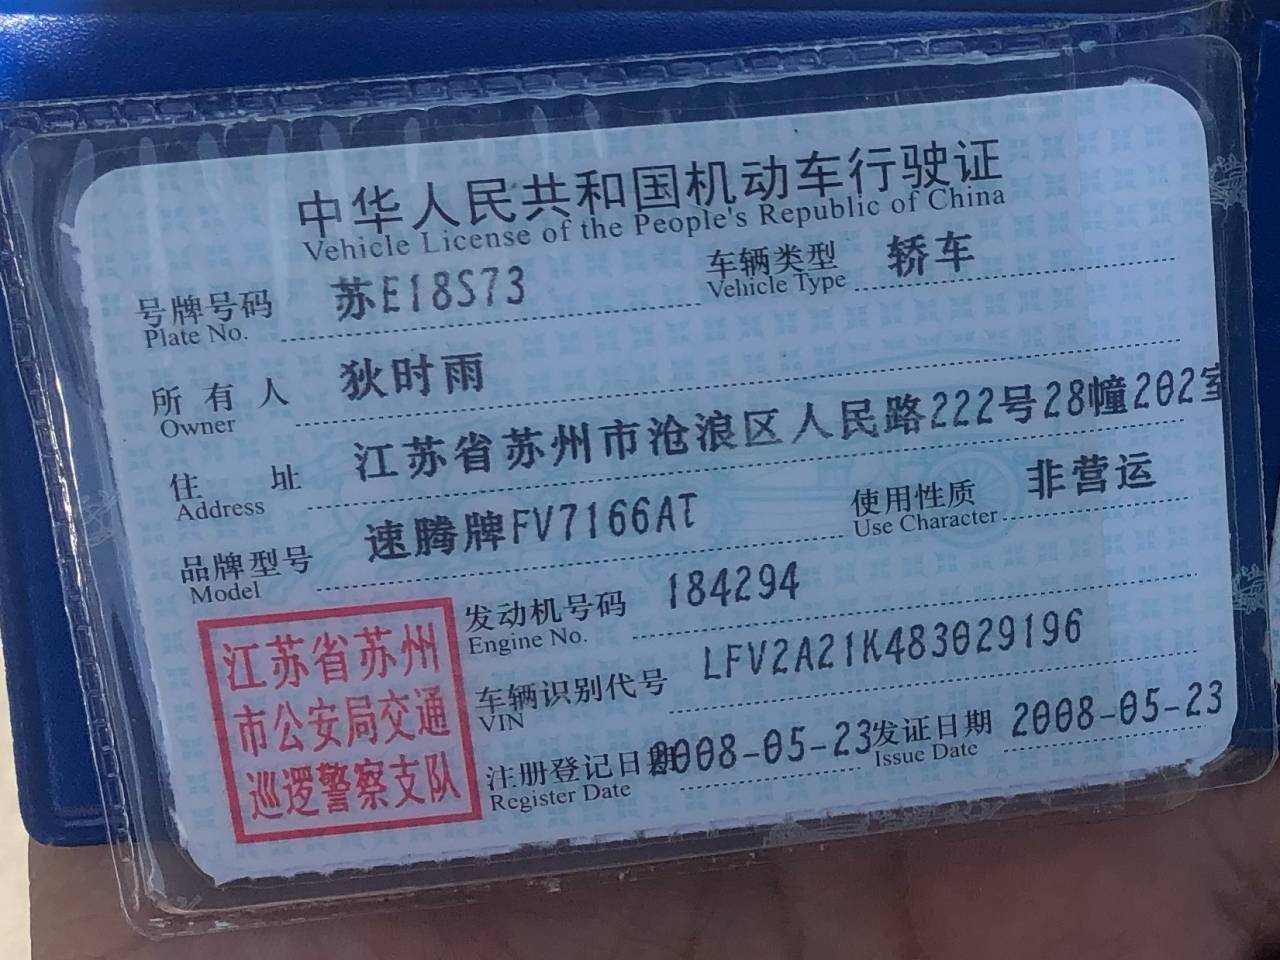 中华人民共和国机动车行驶证
Vehicle License of the People's Republic of China
号牌号码 苏E18S73 车辆类型 轿车
Plate No. Vehicle Type
所有人 狄时雨
Owner
住址 江苏省苏州市沧浪区人民路222号28幢202室
Address
品牌型号 速腾牌FV7166AT 使用性质 非营运
Model Use Character
发动机号码 184294
Engine No.
车辆识别代号 LFV2A21K483029196
VIN
注册登记日期 2008-05-23 发证日期 2008-05-23
Register Date Issue Date
江苏省苏州
市公安局交通
巡逻警察支队